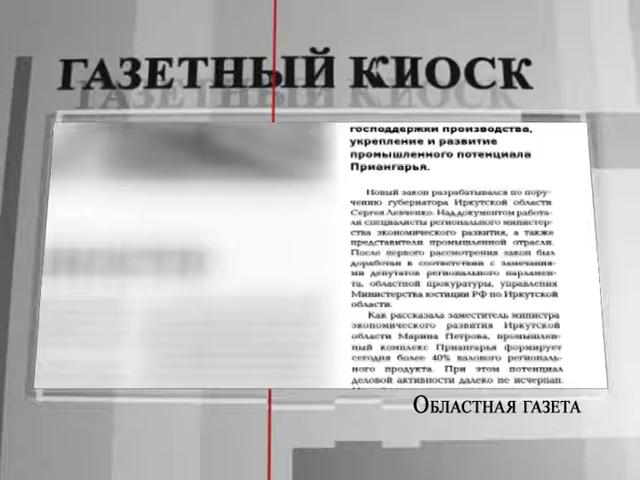 ГАЗЕТНЫЙ КИОСК
господдержки производства,
укрепление и развитие
промышленного потенциала
Приангарья.
Новый закон разрабатывался по пору-
чению губернатора Иркутской области
Сергея Левченко. Над документом работа-
ли специалисты регионального министер-
ства экономического развития, а также
представители промышленной отрасли.
После первого рассмотрения закон был
доработан в соответствии с замечания-
ми депутатов регионального парламен-
та, областной прокуратуры, управления
Министерства юстиции РФ по Иркутской
области.
Как рассказала заместитель министра
экономического развития Иркутской
области Марина Петрова, промышлен-
ный комплекс Приангарья формирует
сегодня более 40% валового региональ-
ного продукта. При этом потенциал
деловой активности далеко не исчерпан.
Областная газета